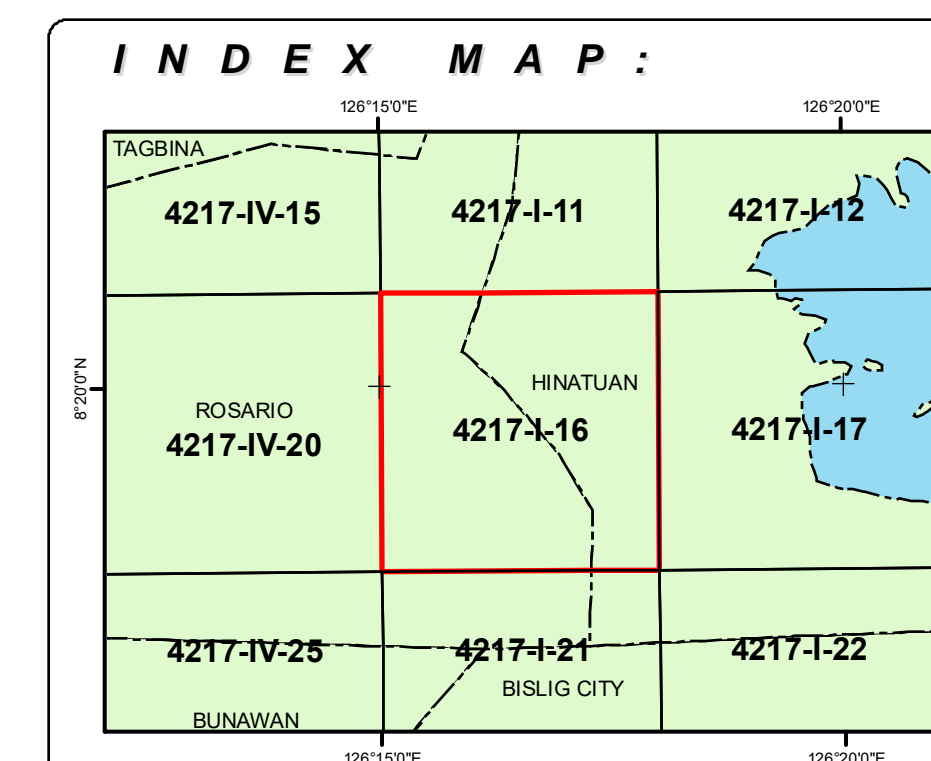 INDEX MAP:
126°15'0"E
126°20'0"E
TAGBINA
4217-IV-15
4217-I-11
4217-I-12
8°20'0"N
HINATUAN
ROSARIO
4217-IV-20
4217-I-16
4217-I-17
4217-IV-25
4217-I-21
4217-I-22
BISLIG CITY
BUNAWAN
126°15'0"E
126°20'0"E